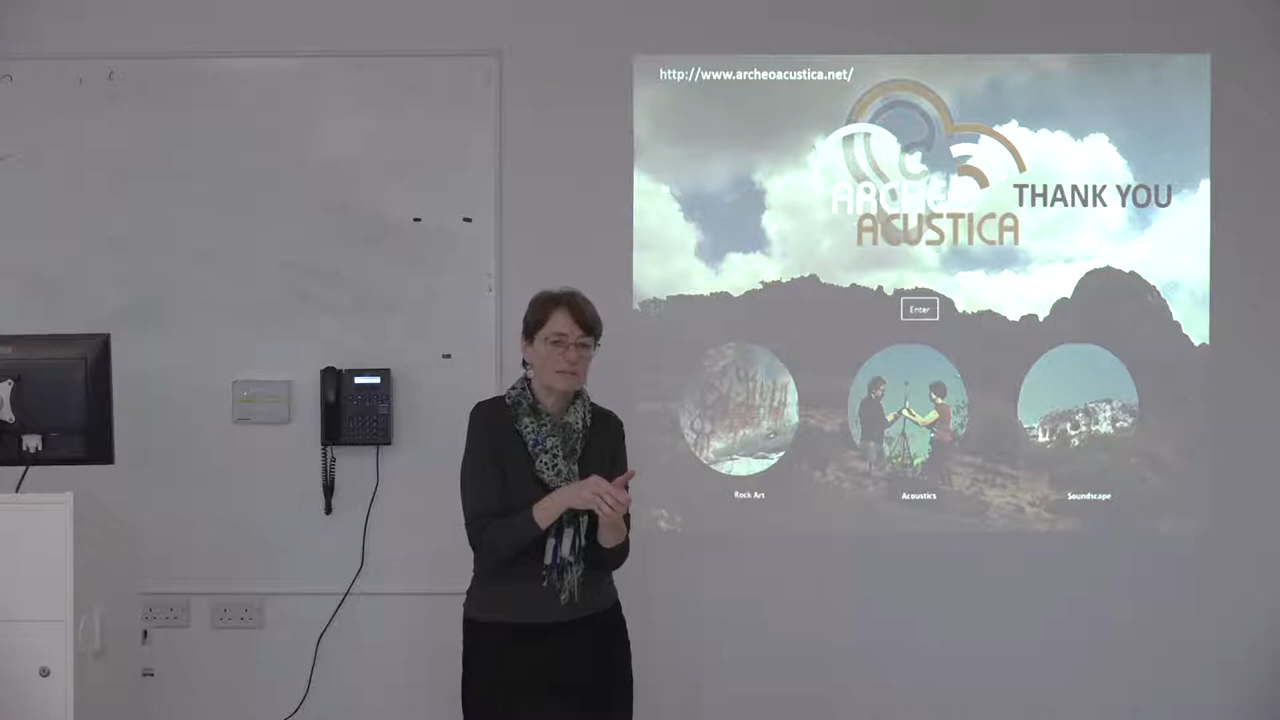 http://www.archeoacustica.net/
ARCHEO
ACUSTICA
THANK YOU
Enter
Rock Art
Acoustics
Soundscape